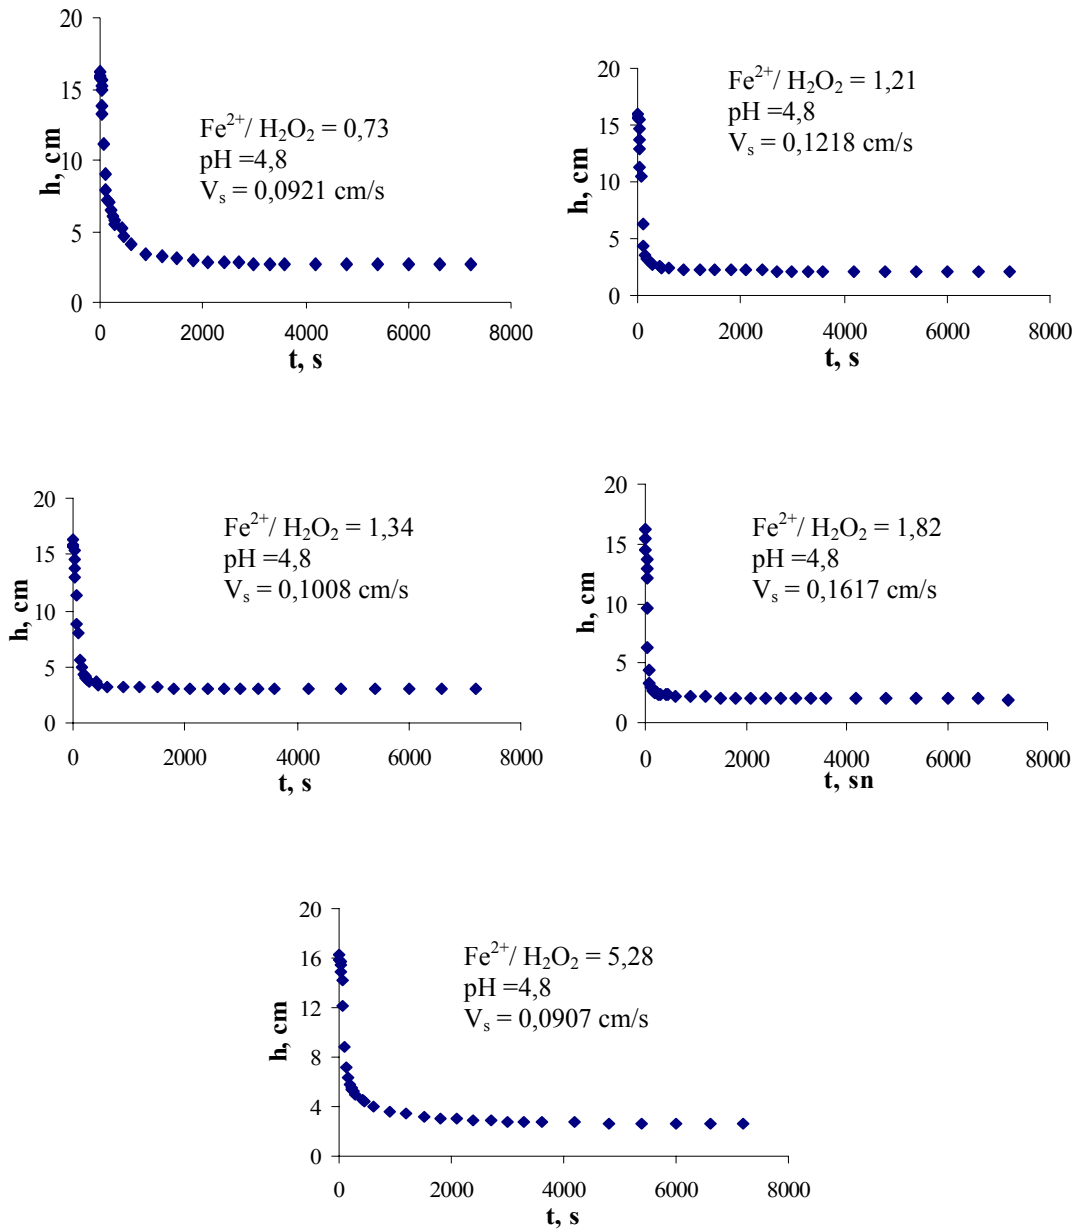 20
15
10
5
0
h, cm
Fe²⁺/ H₂O₂ = 0,73
pH =4,8
Vₛ = 0,0921 cm/s
0 2000 4000 6000 8000
t, s
20
15
10
5
0
h, cm
Fe²⁺/ H₂O₂ = 1,21
pH =4,8
Vₛ = 0,1218 cm/s
0 2000 4000 6000 8000
t, s
20
15
10
5
0
h, cm
Fe²⁺/ H₂O₂ = 1,34
pH =4,8
Vₛ = 0,1008 cm/s
0 2000 4000 6000 8000
t, s
20
15
10
5
0
h, cm
Fe²⁺/ H₂O₂ = 1,82
pH =4,8
Vₛ = 0,1617 cm/s
0 2000 4000 6000 8000
t, sn
20
16
12
8
4
0
h, cm
Fe²⁺/ H₂O₂ = 5,28
pH =4,8
Vₛ = 0,0907 cm/s
0 2000 4000 6000 8000
t, s